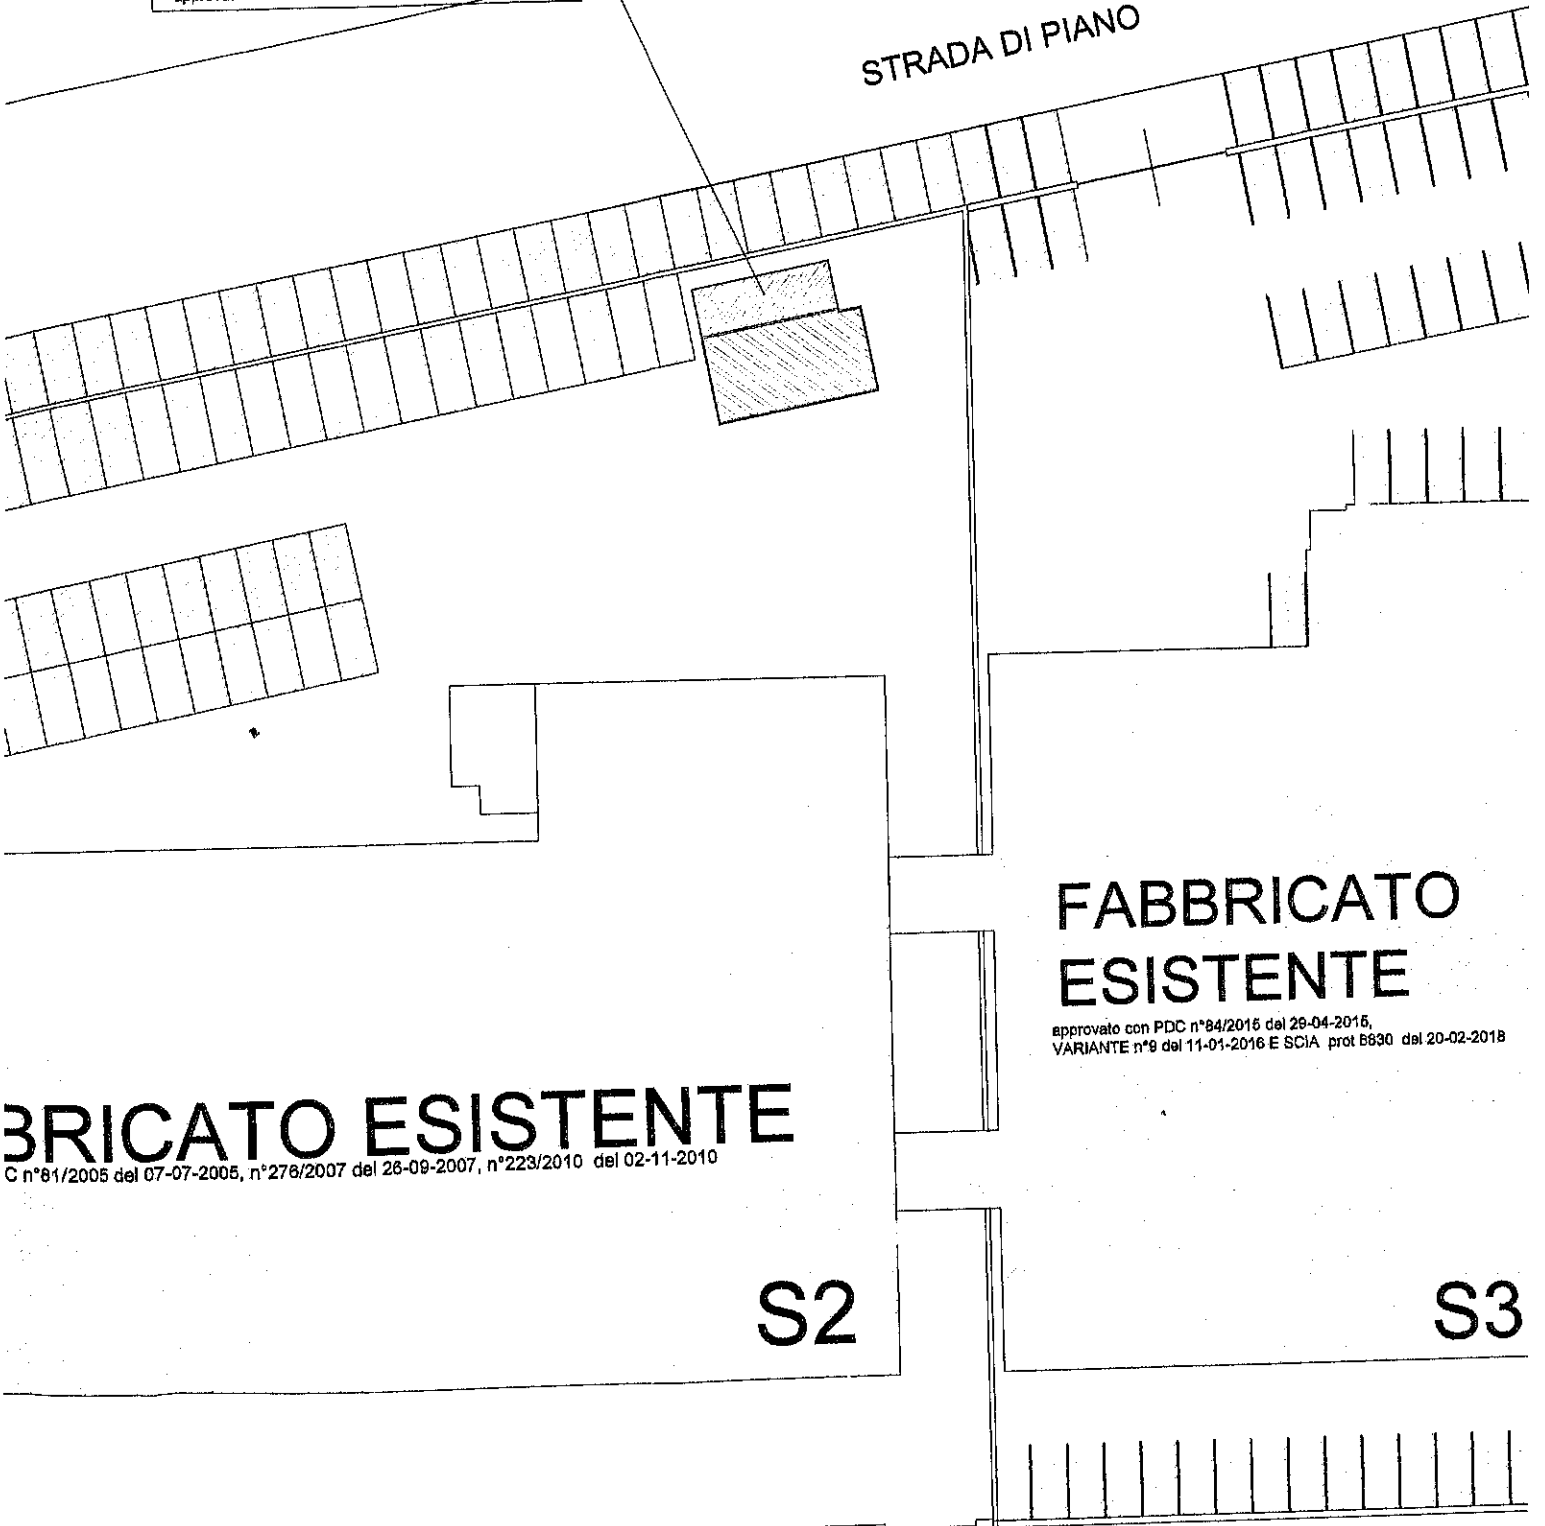 STRADA DI PIANO
FABBRICATO
ESISTENTE
approvato con PDC n°84/2015 del 29-04-2015,
VARIANTE n°9 del 11-01-2016 E SCIA prot 8830 del 20-02-2018
BRICATO ESISTENTE
C n°81/2005 del 07-07-2005, n°276/2007 del 26-09-2007, n°223/2010 del 02-11-2010
S2
S3